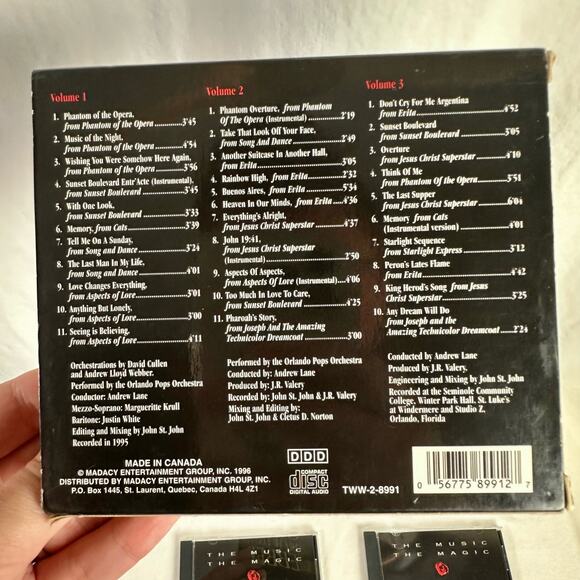 Volume 1
1. Phantom of the Opera,
from Phantom of the Opera 3'45
2. Music of the Night,
from Phantom of the Opera 4'54
3. Wishing You Were Somehow Here Again,
from Phantom of the Opera 3'56
4. Sunset Boulevard Entr'Acte (Instrumental),
from Sunset Boulevard 3'45
5. With One Look,
from Sunset Boulevard 3'33
6. Memory, from Cats 3'39
7. Tell Me On A Sunday,
from Song and Dance 3'24
8. The Last Man In My Life,
from Song and Dance 4'01
9. Love Changes Everything,
from Aspects of Love 3'01
10. Anything But Lonely,
from Aspects of Love 3'00
11. Seeing is Believing,
from Aspects of Love 4'11
Orchestrations by David Cullen
and Andrew Lloyd Webber.
Performed by the Orlando Pops Orchestra
Conductor: Andrew Lane
Mezzo-Soprano: Margueritte Krull
Baritone: Justin White
Editing and Mixing by John St. John
Recorded in 1995
Volume 2
1. Phantom Overture, from Phantom
Of The Opera (Instrumental) 2'19
2. Take That Look Off Your Face,
from Song And Dance 2'49
3. Another Suitcase In Another Hall,
from Evita 3'05
4. Rainbow High, from Evita 2'32
5. Buenos Aires, from Evita 5'34
6. Heaven In Our Minds, from Evita 4'36
7. Everything's Alright,
from Jesus Christ Superstar 3'51
8. John 19:41,
from Jesus Christ Superstar
(Instrumental) 2'50
9. Aspects Of Aspects,
from Aspects Of Love (Instrumental) 4'06
10. Too Much In Love To Care,
from Sunset Boulevard 4'25
11. Pharoah's Story,
from Joseph And The Amazing
Technicolor Dreamcoat 3'00
Performed by the Orlando Pops Orchestra
Conducted by: Andrew Lane
Produced by: J.R. Valery
Recorded by: John St. John & J.R. Valery
Mixing and Editing by:
John St. John & Cletus D. Norton
Volume 3
1. Don't Cry For Me Argentina
from Evita 4'52
2. Sunset Boulevard
from Sunset Boulevard 3'05
3. Overture
from Jesus Christ Superstar 4'10
4. Think Of Me
from Phantom Of the Opera 3'51
5. The Last Supper
from Jesus Christ Superstar 6'04
6. Memory from Cats
(Instrumental version) 4'01
7. Starlight Sequence
from Starlight Express 3'12
8. Peron's Lates Flame
from Evita 4'42
9. King Herod's Song from Jesus
Christ Superstar 3'25
10. Any Dream Will Do
from Joseph and the
Amazing Technicolor Dreamcoat 2'24
Conducted by Andrew Lane
Produced by J.R. Valery.
Engineering and Mixing by John St. John
Recorded at the Seminole Community
College, Winter Park Hall, St. Luke's
at Windermere and Studio Z,
Orlando, Florida
MADE IN CANADA
© MADACY ENTERTAINMENT GROUP, INC. 1996
DISTRIBUTED BY MADACY ENTERTAINMENT GROUP, INC.
P.O. Box 1445, St. Laurent, Quebec, Canada H4L 4Z1
DDD
COMPACT
disc
DIGITAL AUDIO
TWW-2-8991
0 56775 89912 7
THE MUSIC
THE MAGIC
THE MUSIC
THE MAGIC